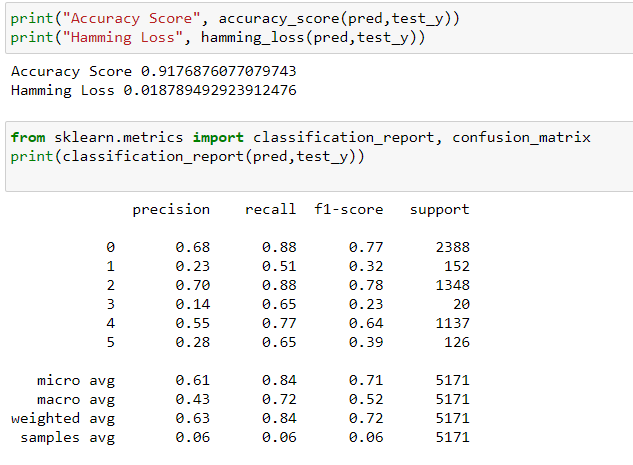 print("Accuracy Score", accuracy_score(pred,test_y))
print("Hamming Loss", hamming_loss(pred,test_y))
Accuracy Score 0.9176876077079743
Hamming Loss 0.018789492923912476
from sklearn.metrics import classification_report, confusion_matrix
print(classification_report(pred,test_y))
precision recall f1-score support
0 0.68 0.88 0.77 2388
1 0.23 0.51 0.32 152
2 0.70 0.88 0.78 1348
3 0.14 0.65 0.23 20
4 0.55 0.77 0.64 1137
5 0.28 0.65 0.39 126
micro avg 0.61 0.84 0.71 5171
macro avg 0.43 0.72 0.52 5171
weighted avg 0.63 0.84 0.72 5171
samples avg 0.06 0.06 0.06 5171